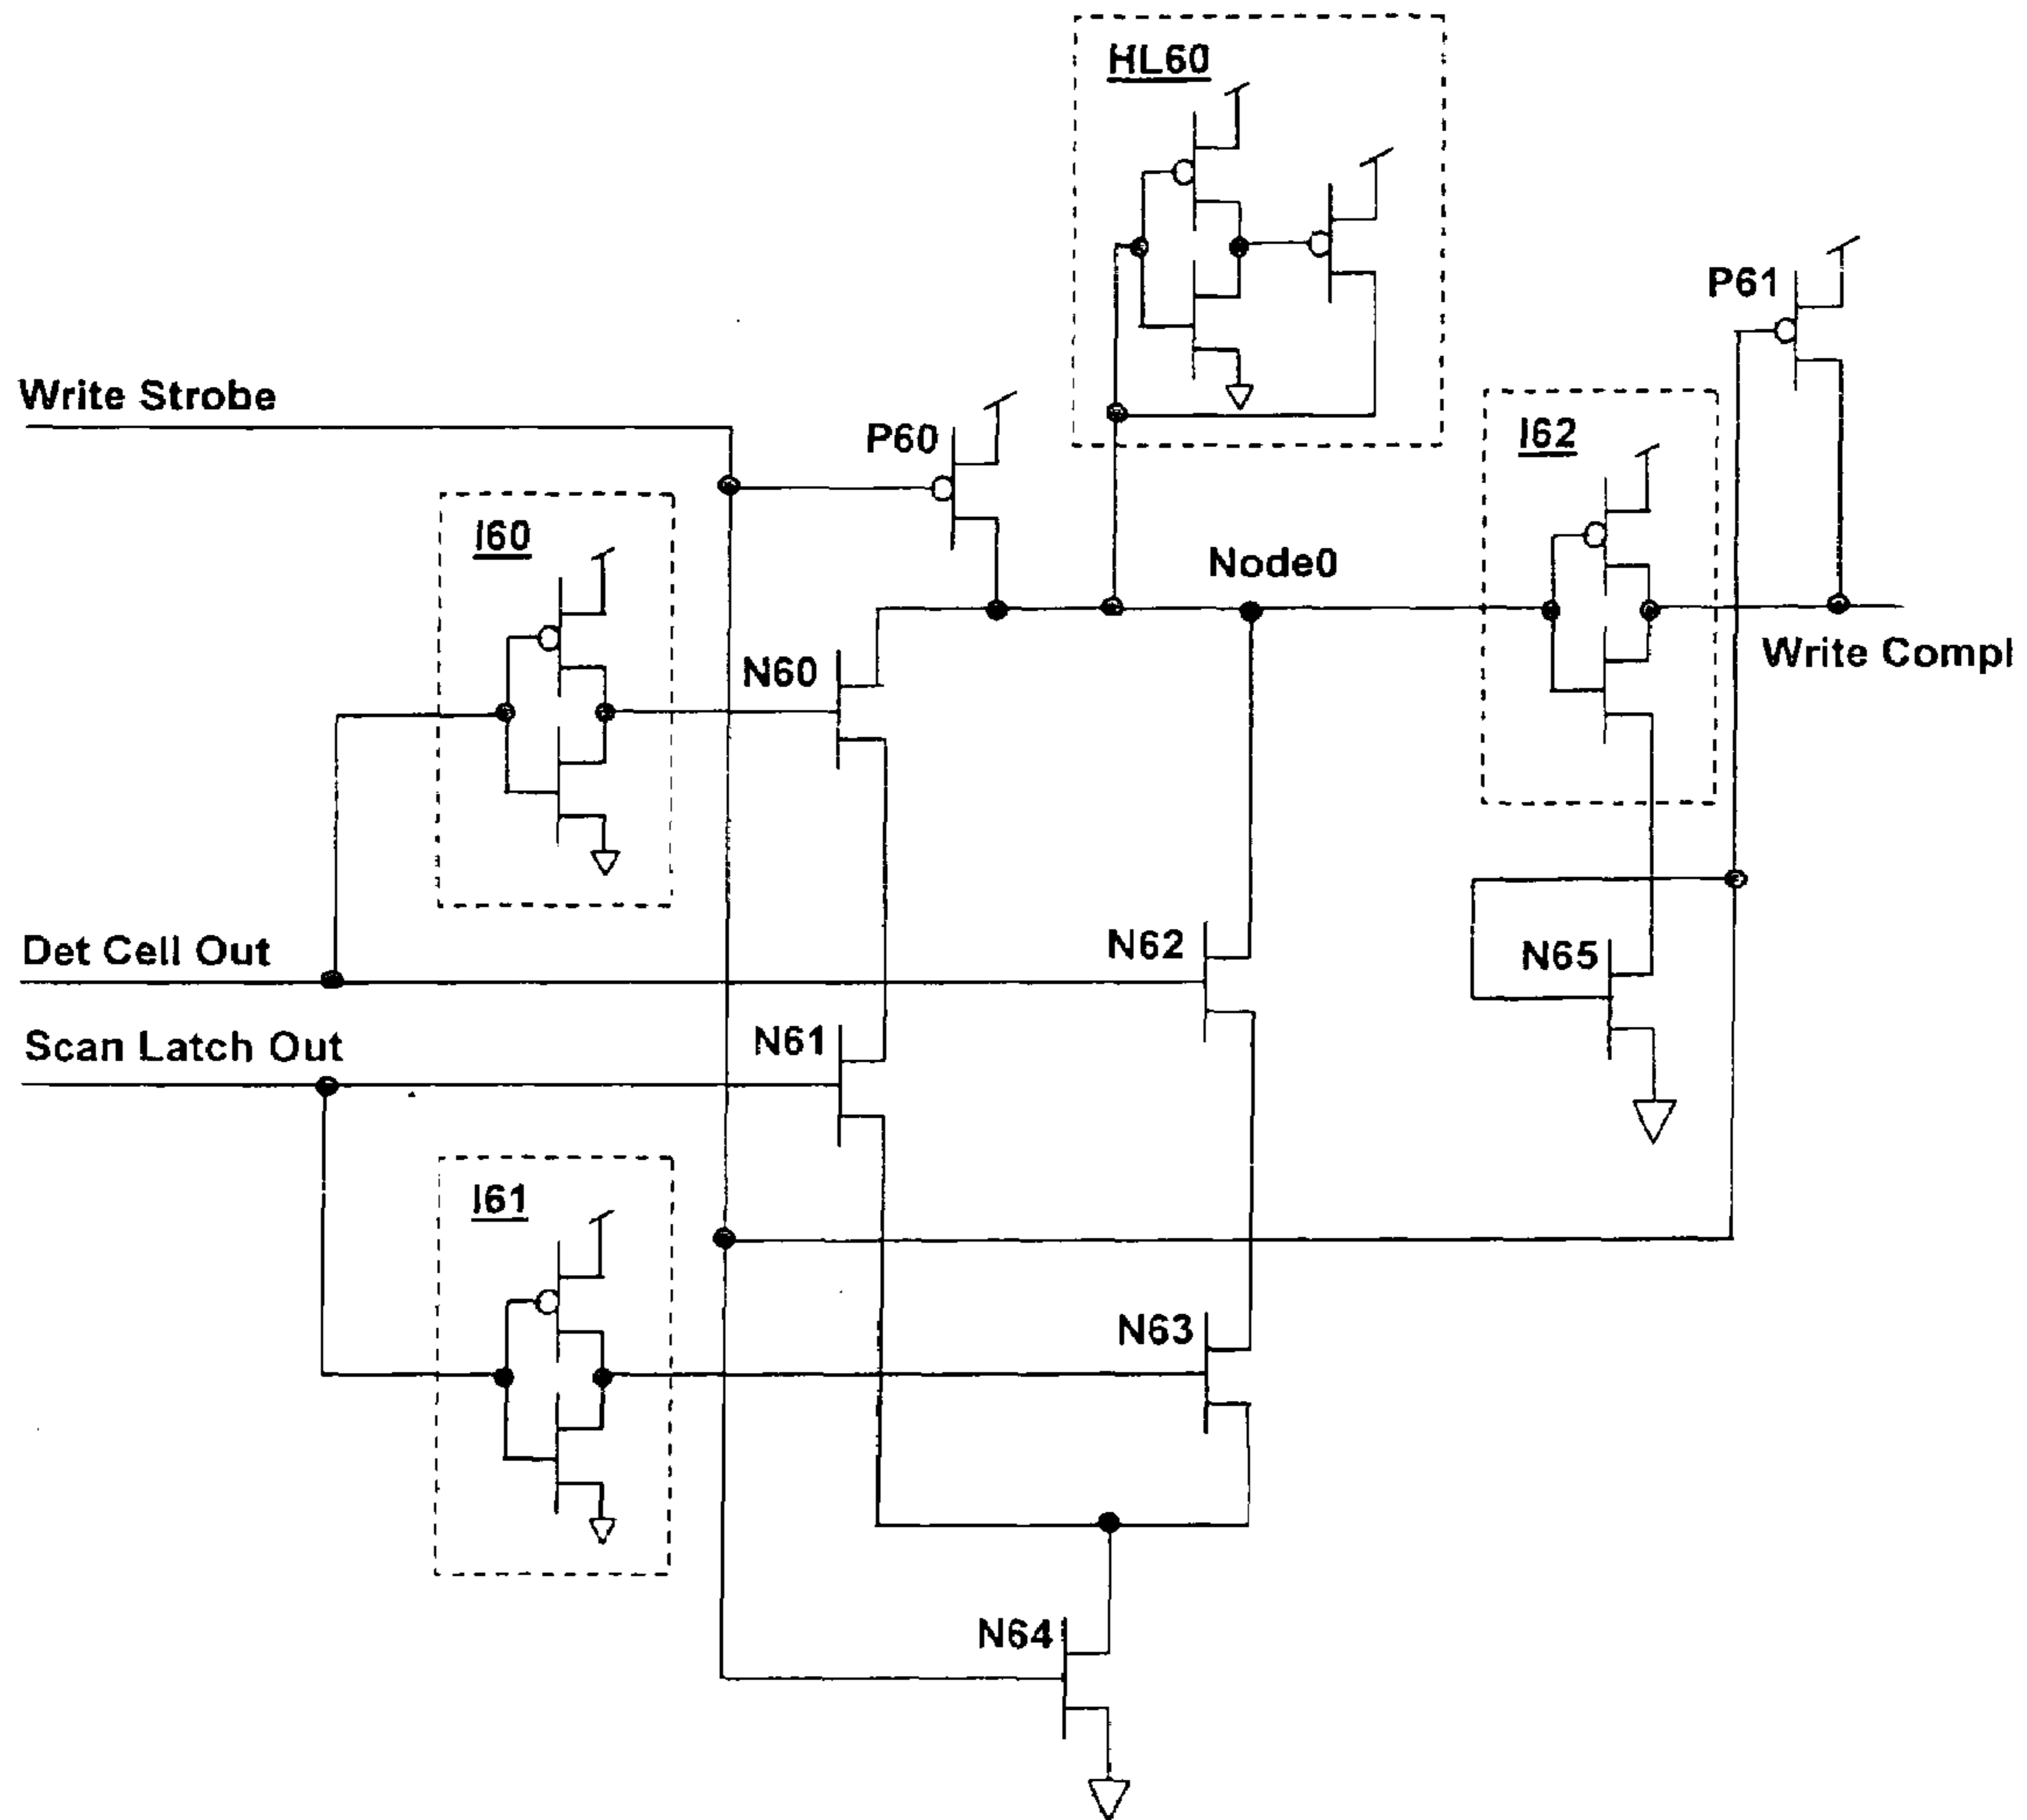 HL60
P61
Write Strobe
P60
I62
I60
Node0
N60
Write Compl
Det Cell Out
N62
N65
Scan Latch Out
N61
I61
N63
N64